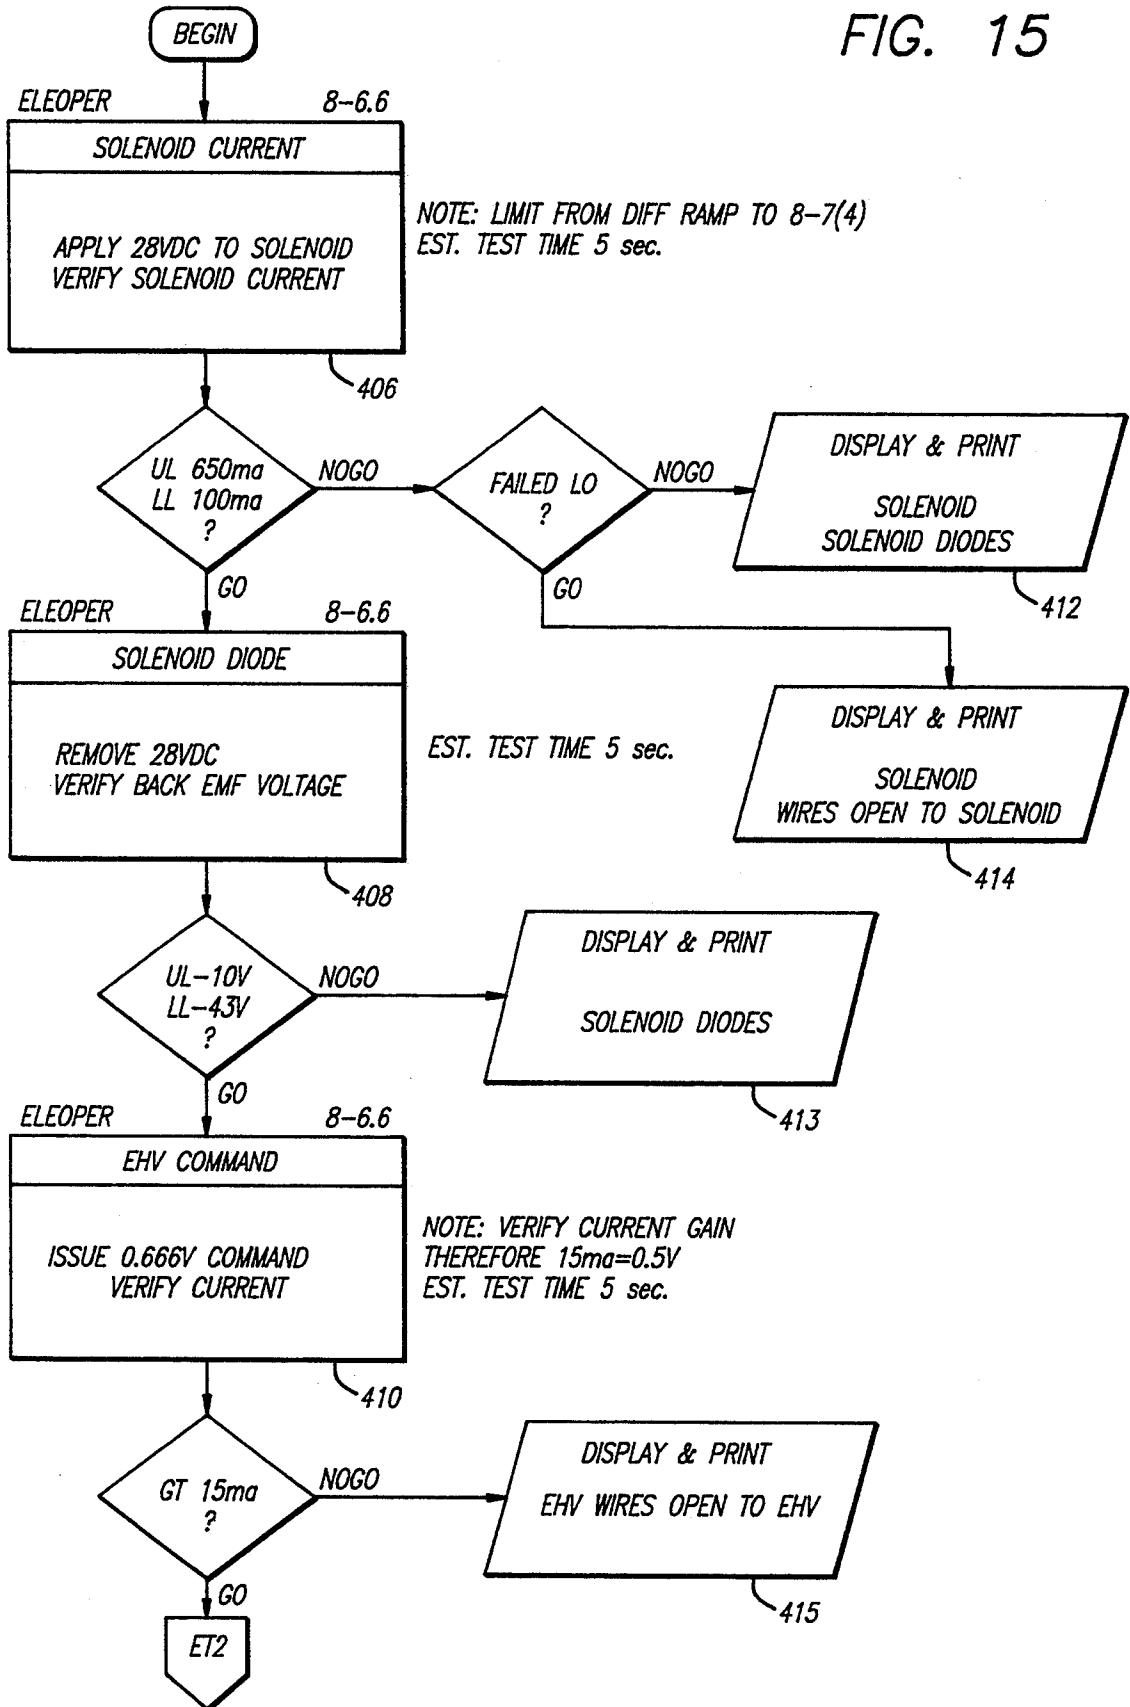 FIG. 15
BEGIN
ELEOPER 8-6.6
SOLENOID CURRENT
APPLY 28VDC TO SOLENOID
VERIFY SOLENOID CURRENT
NOTE: LIMIT FROM DIFF RAMP TO 8-7(4)
EST. TEST TIME 5 sec.
406
UL 650ma
LL 100ma
?
NOGO
FAILED LO
?
NOGO
DISPLAY & PRINT
SOLENOID
SOLENOID DIODES
412
GO
GO
DISPLAY & PRINT
SOLENOID
WIRES OPEN TO SOLENOID
414
ELEOPER 8-6.6
SOLENOID DIODE
REMOVE 28VDC
VERIFY BACK EMF VOLTAGE
EST. TEST TIME 5 sec.
408
UL-10V
LL-43V
?
NOGO
DISPLAY & PRINT
SOLENOID DIODES
413
GO
ELEOPER 8-6.6
EHV COMMAND
ISSUE 0.666V COMMAND
VERIFY CURRENT
NOTE: VERIFY CURRENT GAIN
THEREFORE 15ma=0.5V
EST. TEST TIME 5 sec.
410
GT 15ma
?
NOGO
DISPLAY & PRINT
EHV WIRES OPEN TO EHV
415
GO
ET2